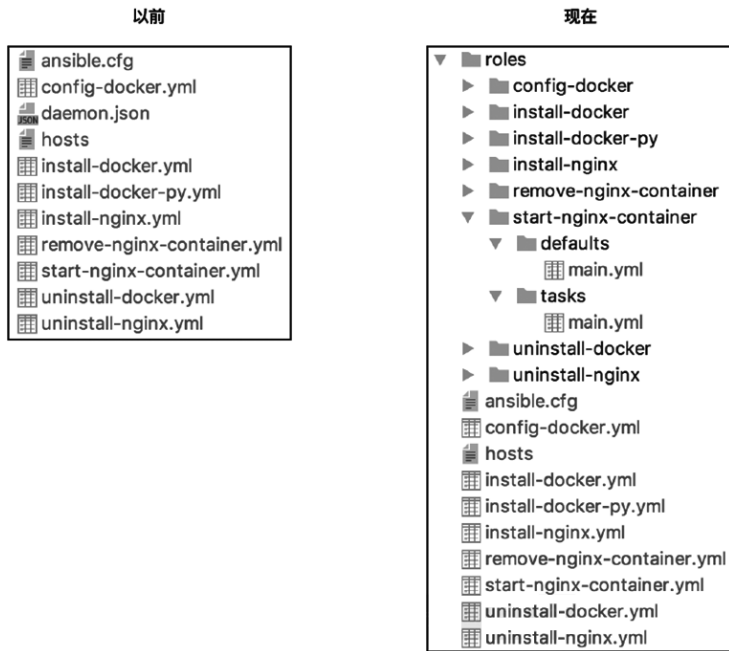 以前
ansible.cfg
config-docker.yml
JSON
daemon.json
hosts
install-docker.yml
install-docker-py.yml
install-nginx.yml
remove-nginx-container.yml
start-nginx-container.yml
uninstall-docker.yml
uninstall-nginx.yml
现在
roles
config-docker
install-docker
install-docker-py
install-nginx
remove-nginx-container
start-nginx-container
defaults
main.yml
tasks
main.yml
uninstall-docker
uninstall-nginx
ansible.cfg
config-docker.yml
hosts
install-docker.yml
install-docker-py.yml
install-nginx.yml
remove-nginx-container.yml
start-nginx-container.yml
uninstall-docker.yml
uninstall-nginx.yml